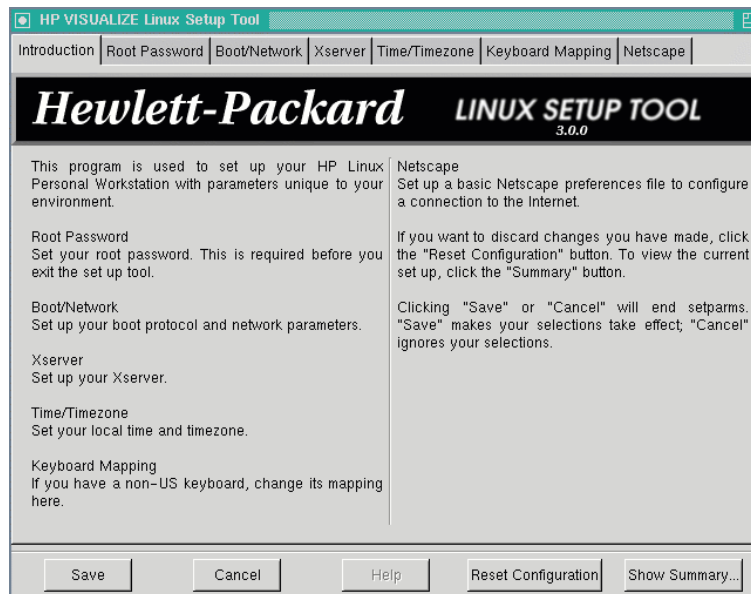 HP VISUALIZE Linux Setup Tool
Introduction Root Password Boot/Network Xserver Time/Timezone Keyboard Mapping Netscape
Hewlett-Packard LINUX SETUP TOOL
3.0.0
This program is used to set up your HP Linux
Personal Workstation with parameters unique to your
environment.
Root Password
Set your root password. This is required before you
exit the set up tool.
Boot/Network
Set up your boot protocol and network parameters.
Xserver
Set up your Xserver.
Time/Timezone
Set your local time and timezone.
Keyboard Mapping
If you have a non-US keyboard, change its mapping
here.
Netscape
Set up a basic Netscape preferences file to configure
a connection to the Internet.
If you want to discard changes you have made, click
the "Reset Configuration" button. To view the current
set up, click the "Summary" button.
Clicking "Save" or "Cancel" will end setparms.
"Save" makes your selections take effect; "Cancel"
ignores your selections.
Save Cancel Help Reset Configuration Show Summary...